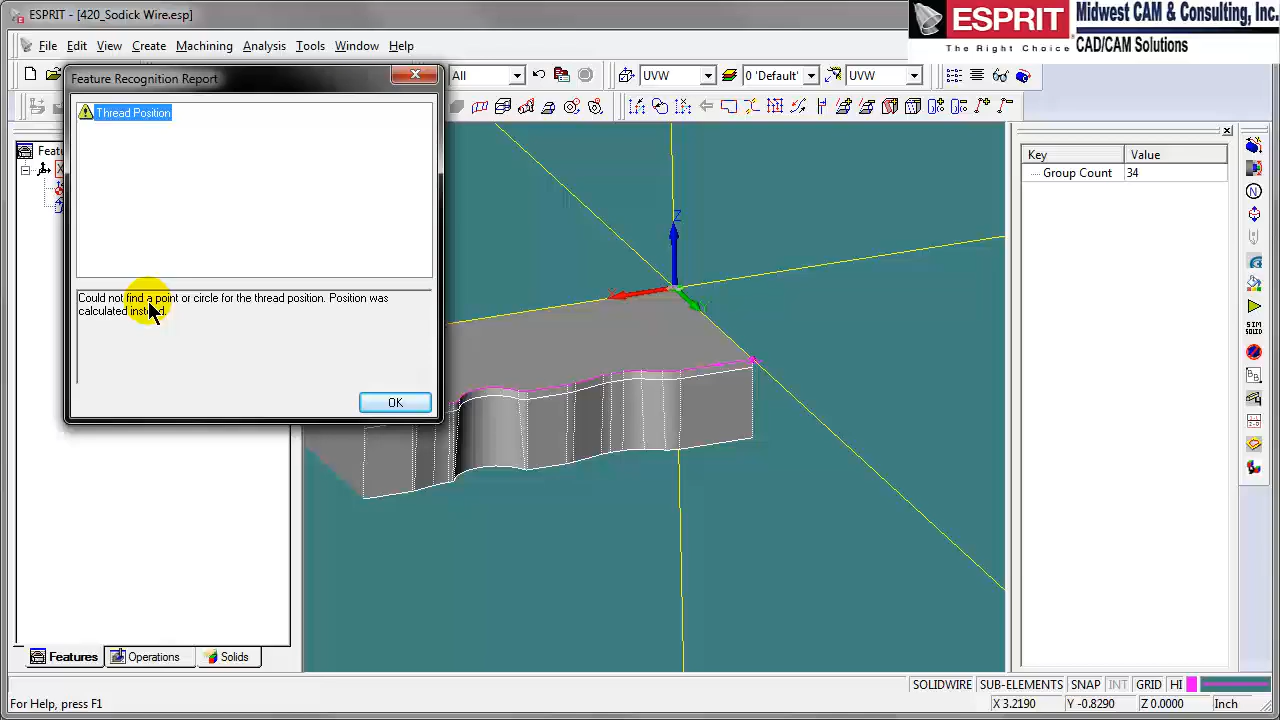 ESPRIT - [420_Sodick Wire.esp]
ESPRIT
The Right Choice
Midwest CAM & Consulting, Inc.
CAD/CAM Solutions
File Edit View Create Machining Analysis Tools Window Help
All
UVW
0 'Default'
UVW
Feature Recognition Report
Thread Position
Could not find a point or circle for the thread position. Position was
calculated instead.
OK
Featu
Key Value
Group Count 34
Z
X
Y
N
SIM
SOLID
Features Operations Solids
SOLIDWIRE SUB-ELEMENTS SNAP INT GRID HI
For Help, press F1
X 3.2190 Y -0.8290 Z 0.0000 Inch